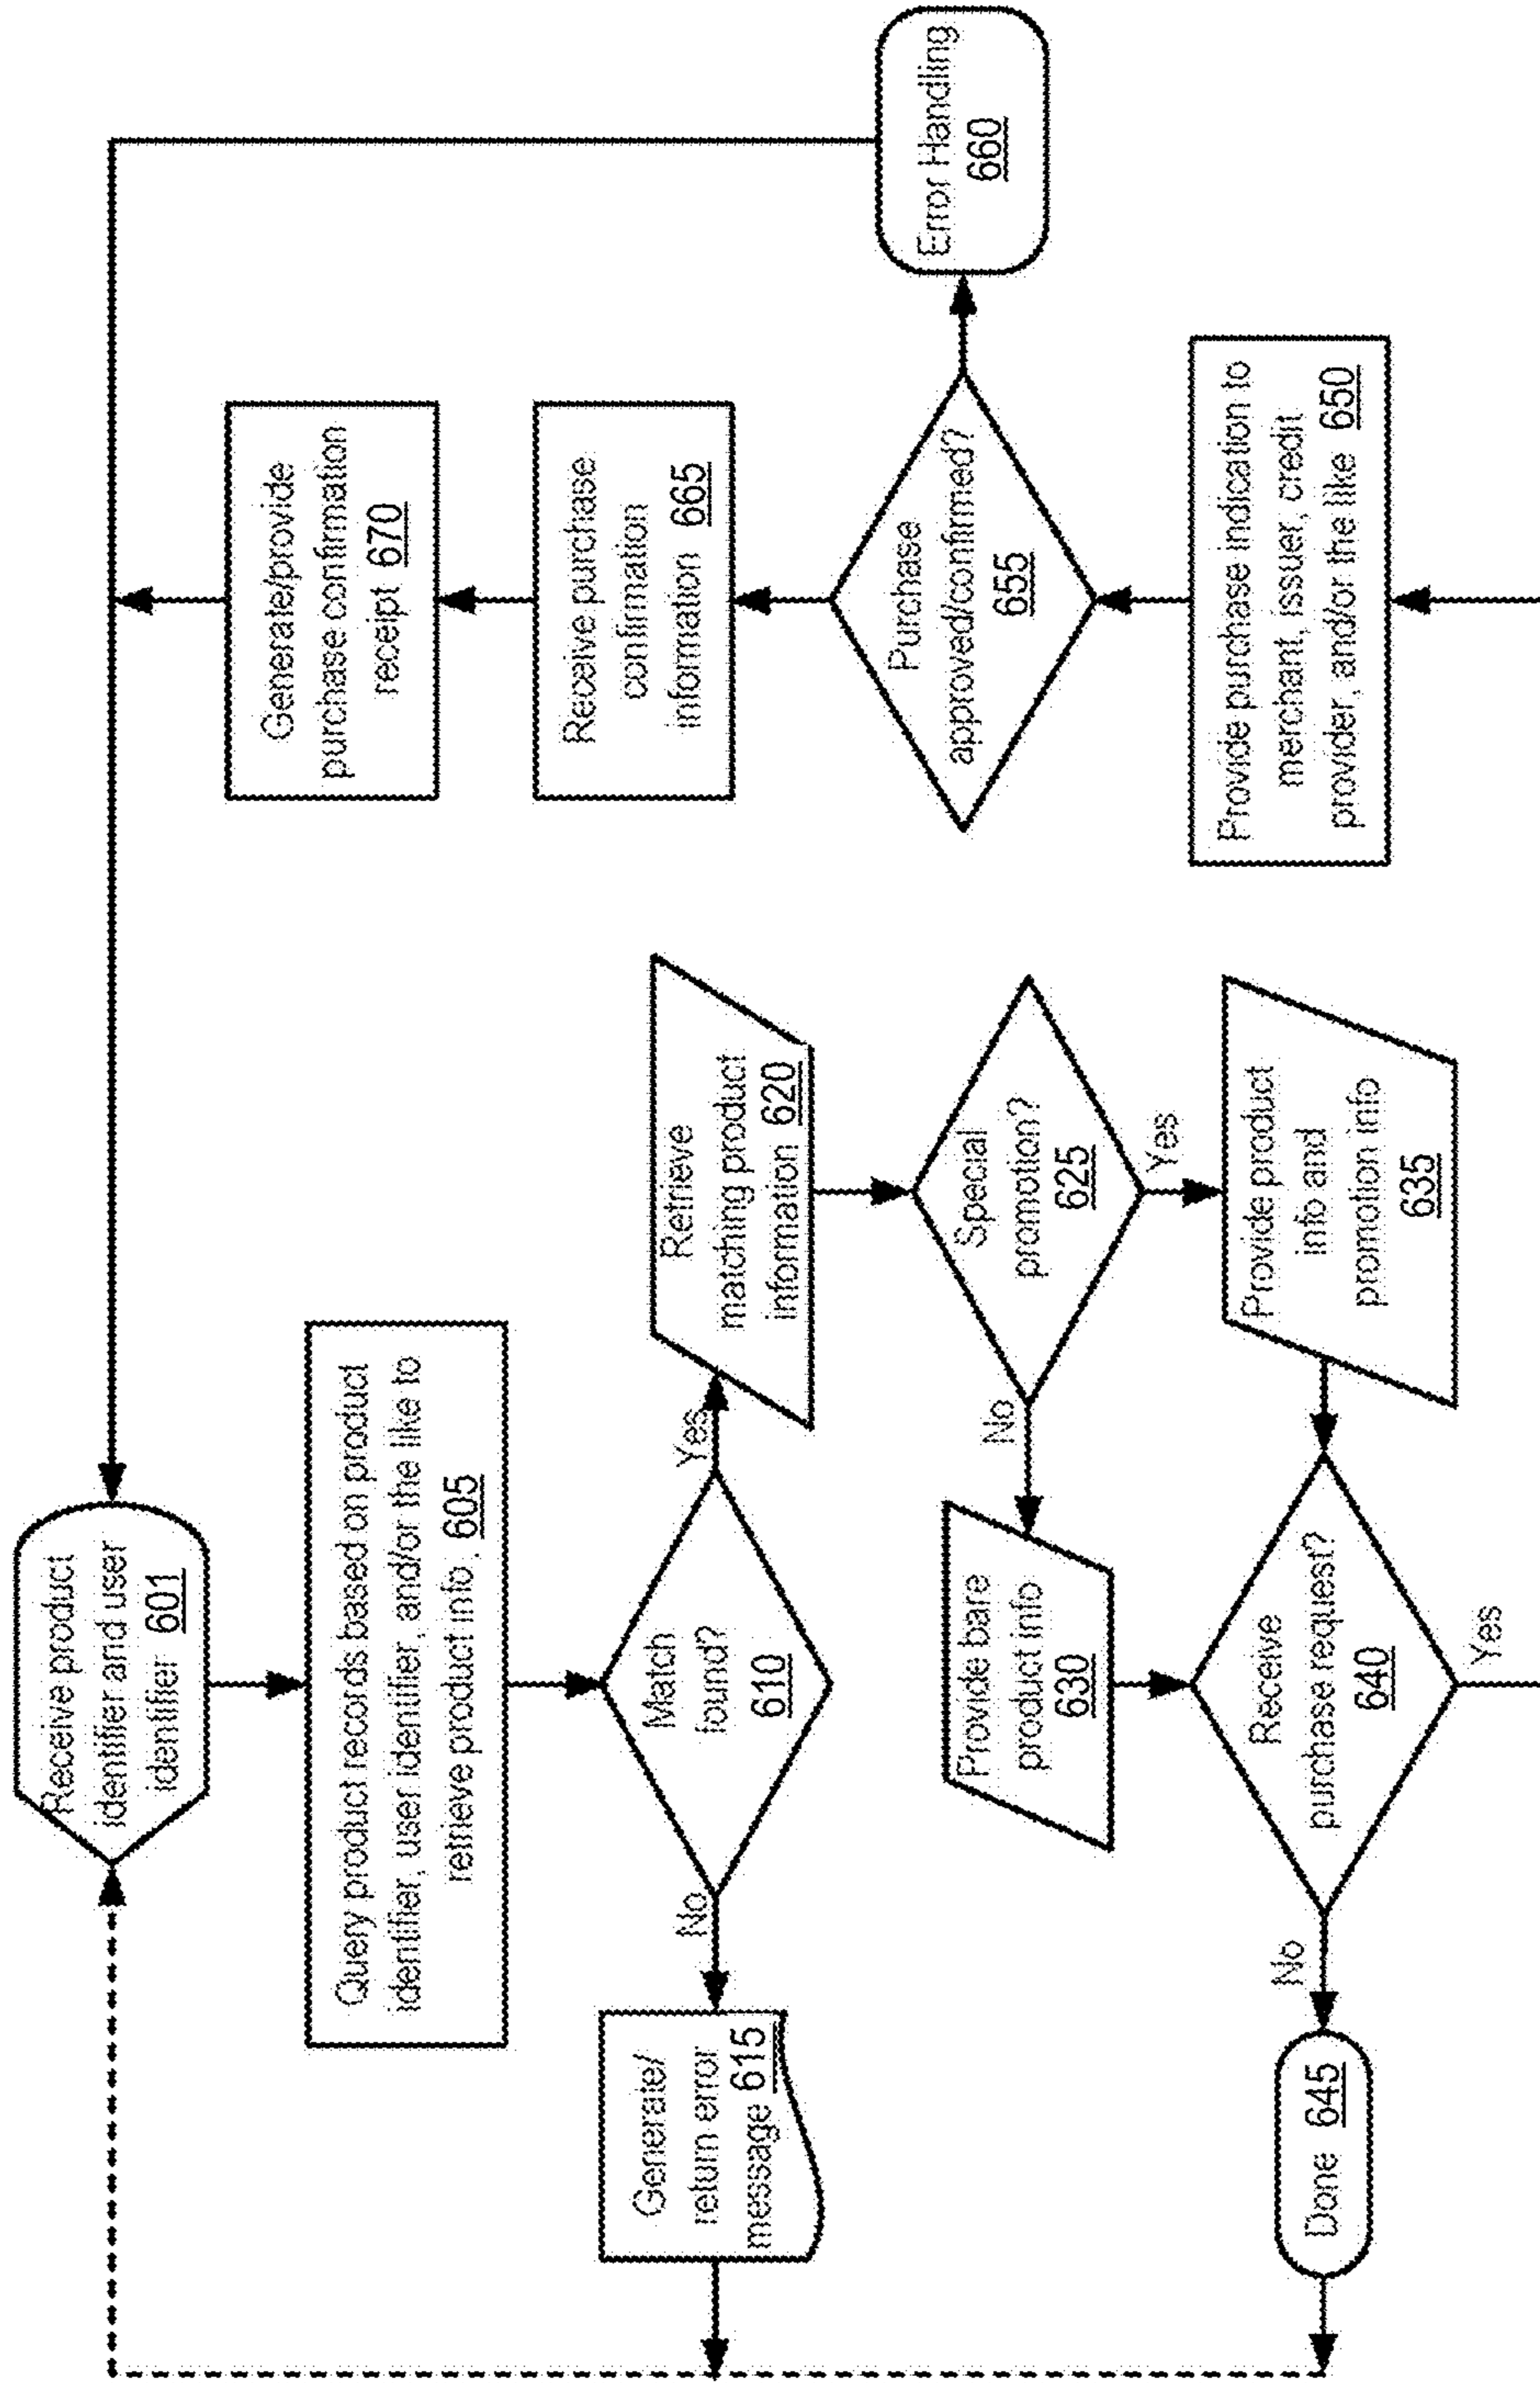 Receive product
identifier and user
identifier 601
Query product records based on product
identifier, user identifier, and/or the like to
retrieve product info. 605
Match
found?
610
No
Yes
Generate/
return error
message 615
Retrieve
matching product
information 620
Special
promotion?
625
No
Yes
Provide bare
product info
630
Provide product
info and
promotion info
635
Receive
purchase request?
640
No
Yes
Done 645
Provide purchase indication to
merchant, issuer, credit
provider, and/or the like 650
Purchase
approved/confirmed?
655
Error Handling
660
Receive purchase
confirmation
information 665
Generate/provide
purchase confirmation
receipt 670